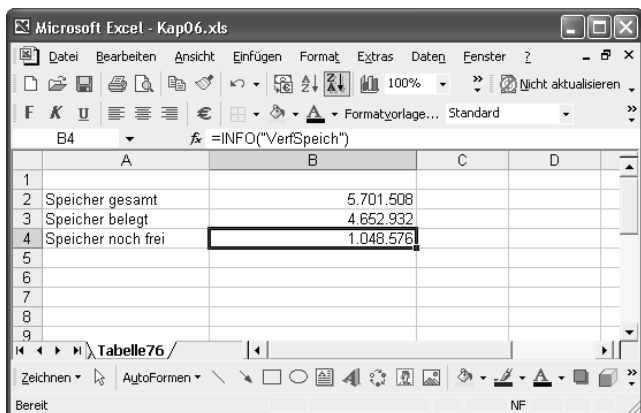 Microsoft Excel - Kap06.xls
Datei Bearbeiten Ansicht Einfügen Format Extras Daten Fenster ?
100% Nicht aktualisieren
F K U € Formatvorlage... Standard
B4 fx =INFO("VerfSpeich")
A B C D
1
2 Speicher gesamt 5.701.508
3 Speicher belegt 4.652.932
4 Speicher noch frei 1.048.576
5
6
7
8
9
Tabelle76
Zeichnen AutoFormen
Bereit NF